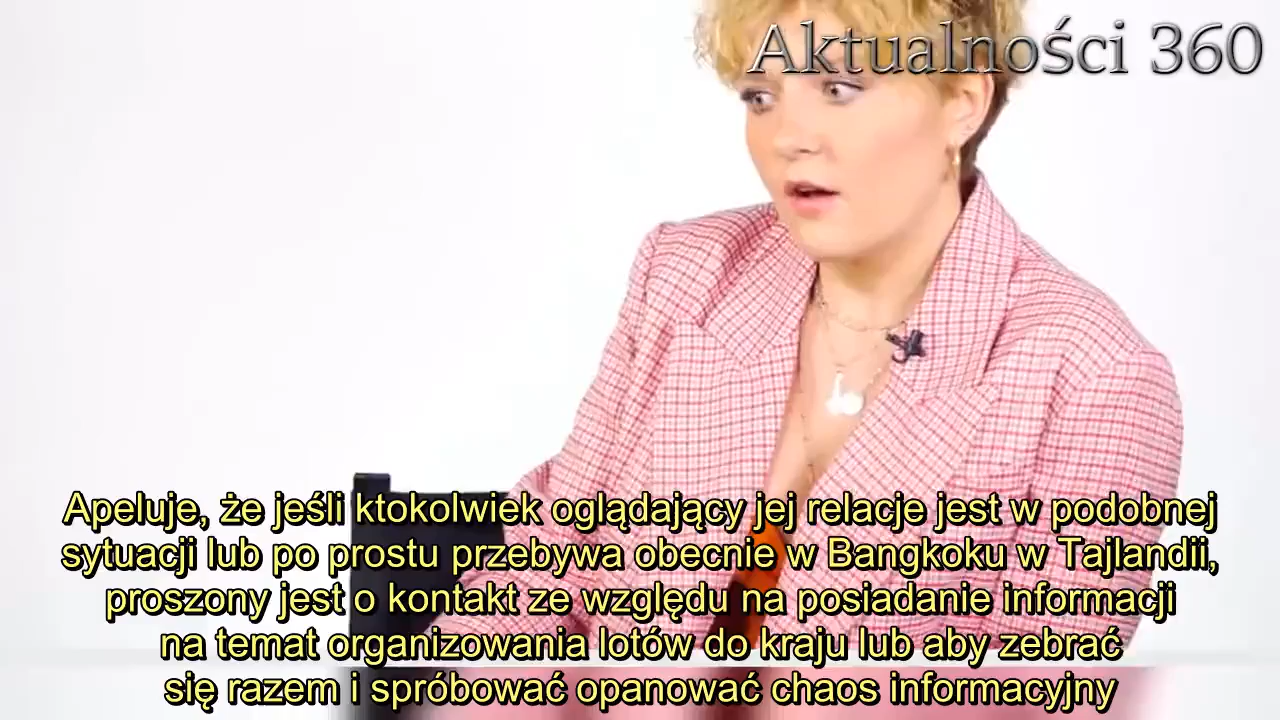 Aktualności 360
Apeluje, że jeśli ktokolwiek oglądający jej relacje jest w podobnej
sytuacji lub po prostu przebywa obecnie w Bangkoku w Tajlandii,
proszony jest o kontakt ze względu na posiadanie informacji
na temat organizowania lotów do kraju lub aby zebrać
się razem i spróbować opanować chaos informacyjny